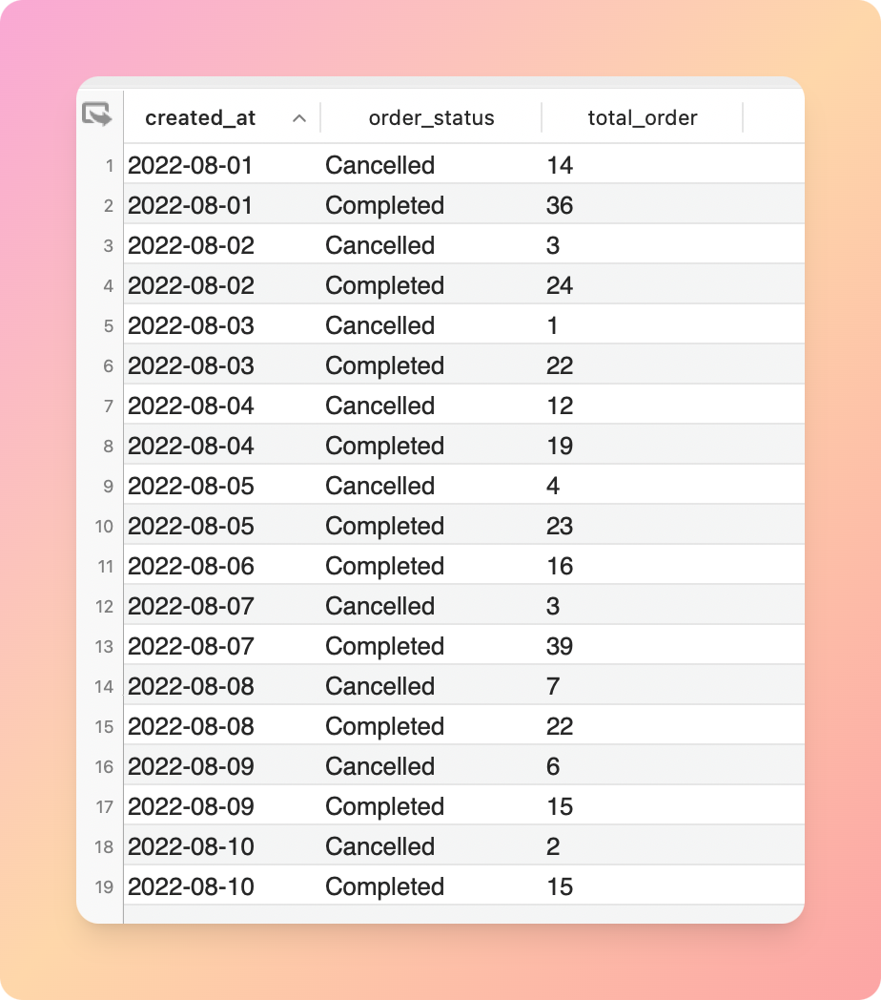 created_at order_status total_order
1 2022-08-01 Cancelled 14
2 2022-08-01 Completed 36
3 2022-08-02 Cancelled 3
4 2022-08-02 Completed 24
5 2022-08-03 Cancelled 1
6 2022-08-03 Completed 22
7 2022-08-04 Cancelled 12
8 2022-08-04 Completed 19
9 2022-08-05 Cancelled 4
10 2022-08-05 Completed 23
11 2022-08-06 Completed 16
12 2022-08-07 Cancelled 3
13 2022-08-07 Completed 39
14 2022-08-08 Cancelled 7
15 2022-08-08 Completed 22
16 2022-08-09 Cancelled 6
17 2022-08-09 Completed 15
18 2022-08-10 Cancelled 2
19 2022-08-10 Completed 15